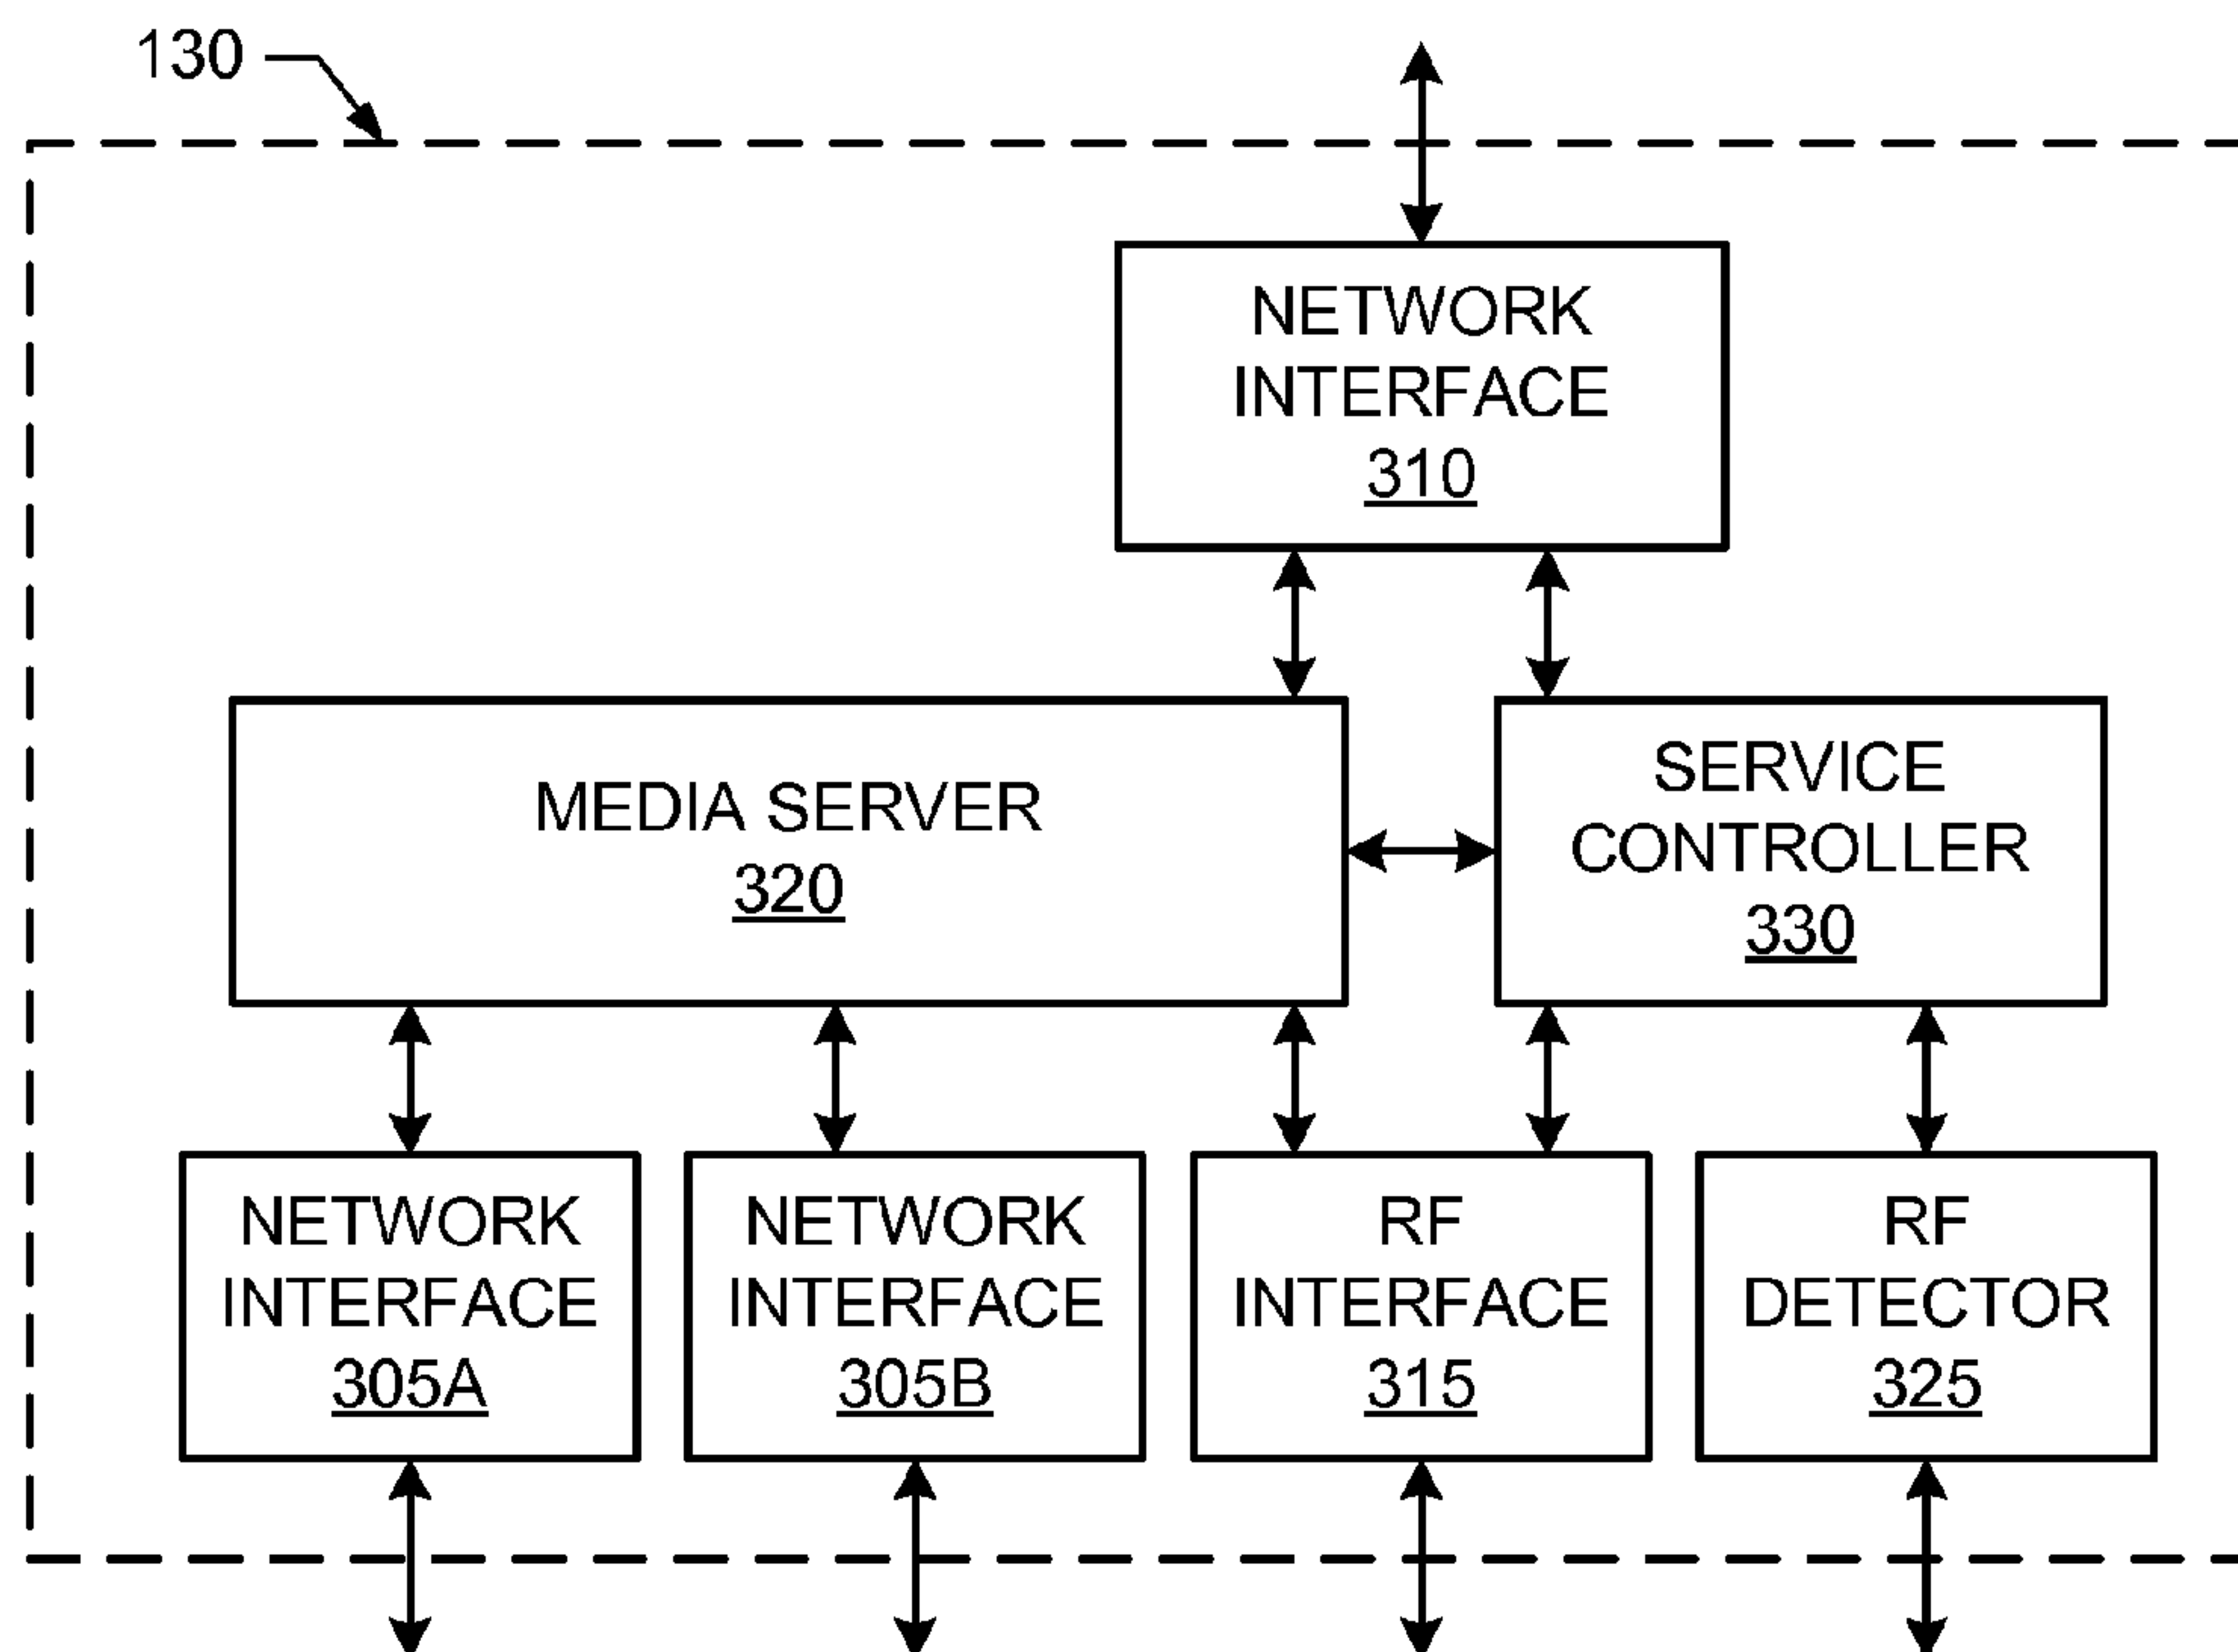 130
NETWORK
INTERFACE
310
MEDIA SERVER
320
SERVICE
CONTROLLER
330
NETWORK
INTERFACE
305A
NETWORK
INTERFACE
305B
RF
INTERFACE
315
RF
DETECTOR
325